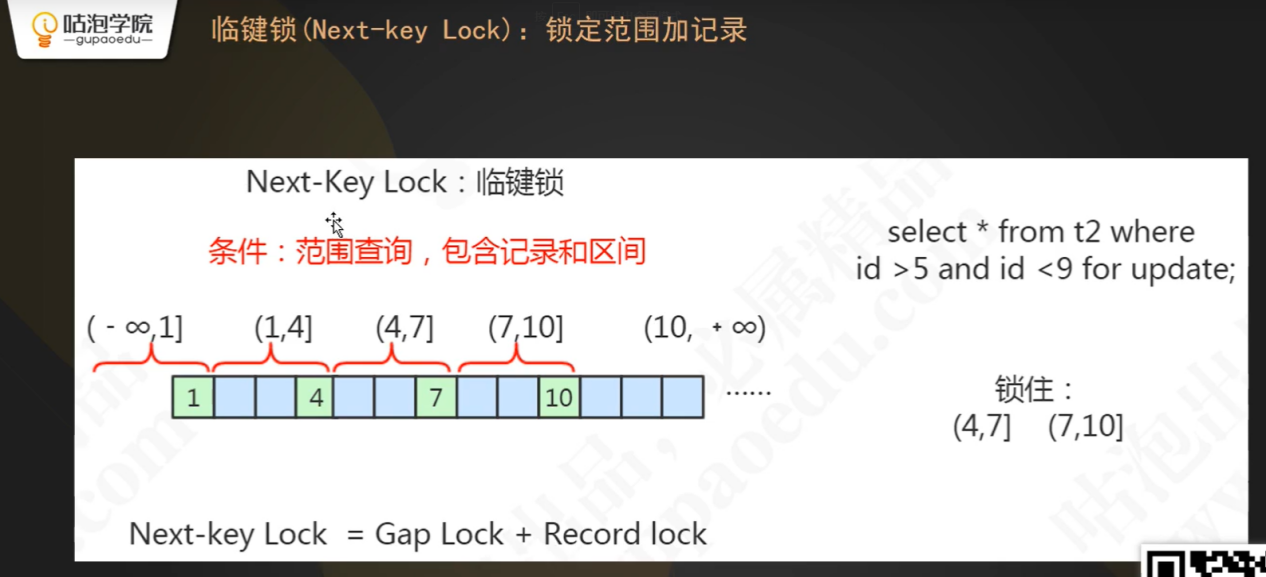 咕泡学院
—gupaoedu—
临键锁(Next-key Lock): 锁定范围加记录
Next-Key Lock：临键锁
条件：范围查询，包含记录和区间
select * from t2 where
id >5 and id <9 for update;
(-∞,1] (1,4] (4,7] (7,10] (10, +∞)
1 4 7 10 ……
锁住：
(4,7] (7,10]
Next-key Lock = Gap Lock + Record lock